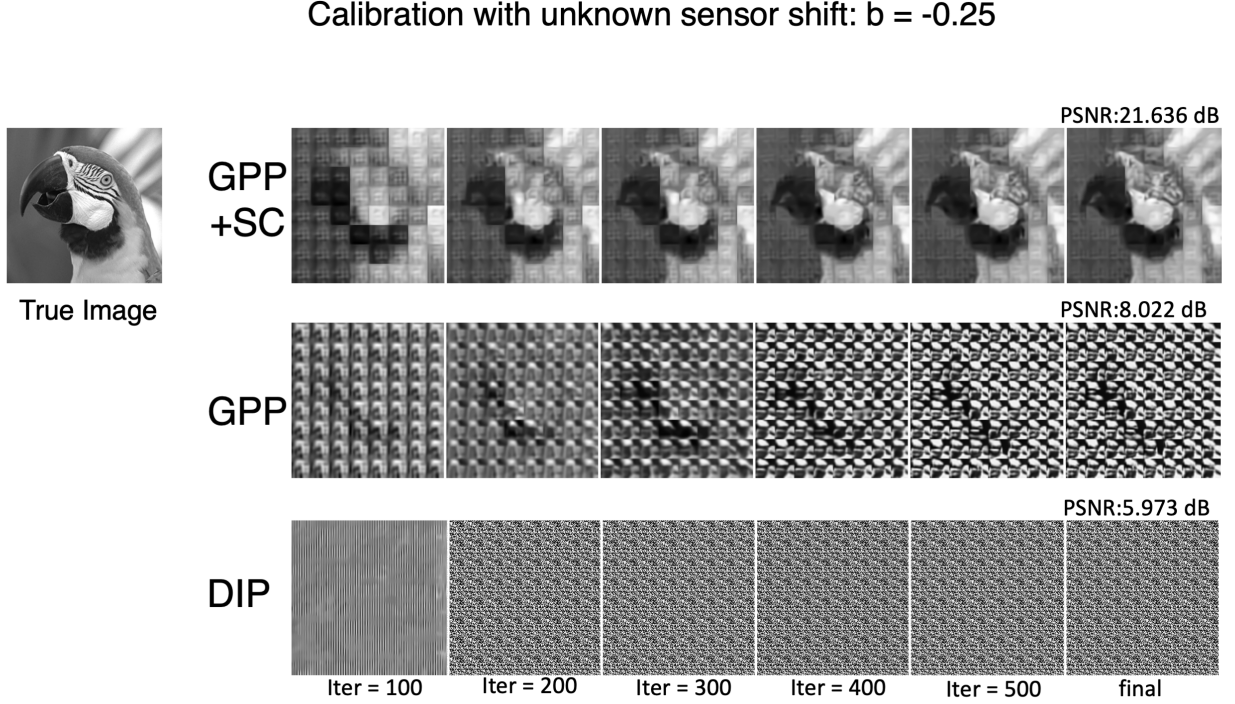 Calibration with unknown sensor shift: b = -0.25
PSNR:21.636 dB
GPP
+SC
True Image
PSNR:8.022 dB
GPP
PSNR:5.973 dB
DIP
Iter = 100
Iter = 200
Iter = 300
Iter = 400
Iter = 500
final